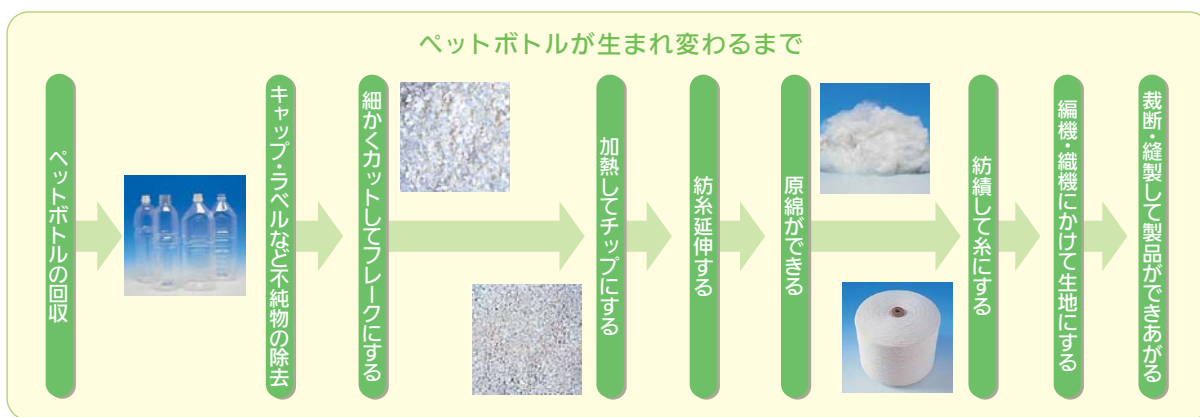 ペットボトルが生まれ変わるまで
ペットボトルの回収
キャップ・ラベルなど不純物の除去
細かくカットしてフレークにする
加熱してチップにする
紡糸延伸する
原綿ができる
紡績して糸にする
編機・織機にかけて生地にする
裁断・縫製して製品ができあがる